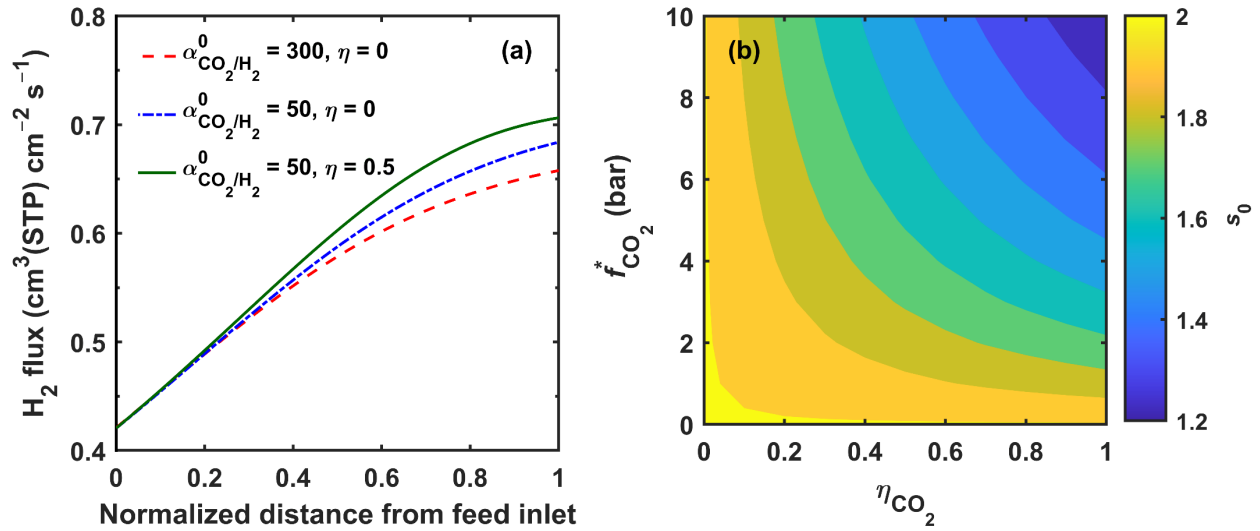 (a)
α⁰CO₂/H₂ = 300, η = 0
α⁰CO₂/H₂ = 50, η = 0
α⁰CO₂/H₂ = 50, η = 0.5
H₂ flux (cm³(STP) cm⁻² s⁻¹)
0.8
0.7
0.6
0.5
0.4
0 0.2 0.4 0.6 0.8 1
Normalized distance from feed inlet
(b)
f*CO₂ (bar)
10
8
6
4
2
0
0 0.2 0.4 0.6 0.8 1
ηCO₂
2
1.8
1.6
1.4
1.2
s₀